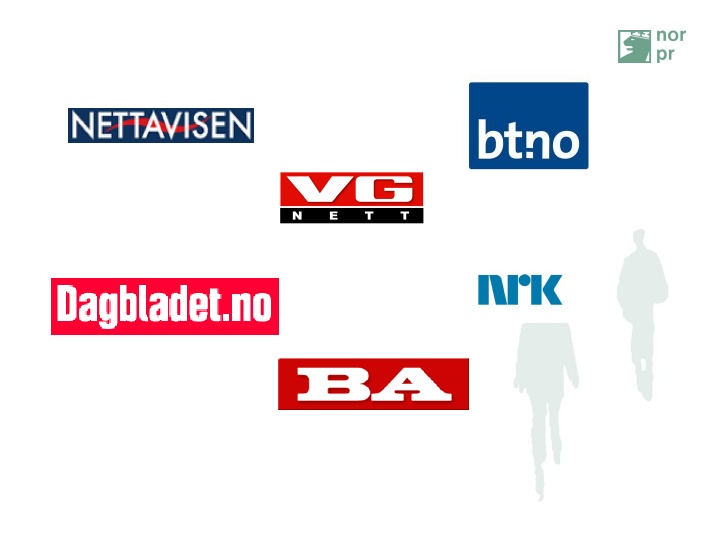 nor
pr
NETTAVISEN
bt.no
VG
NETT
Dagbladet.no
nrk
BA